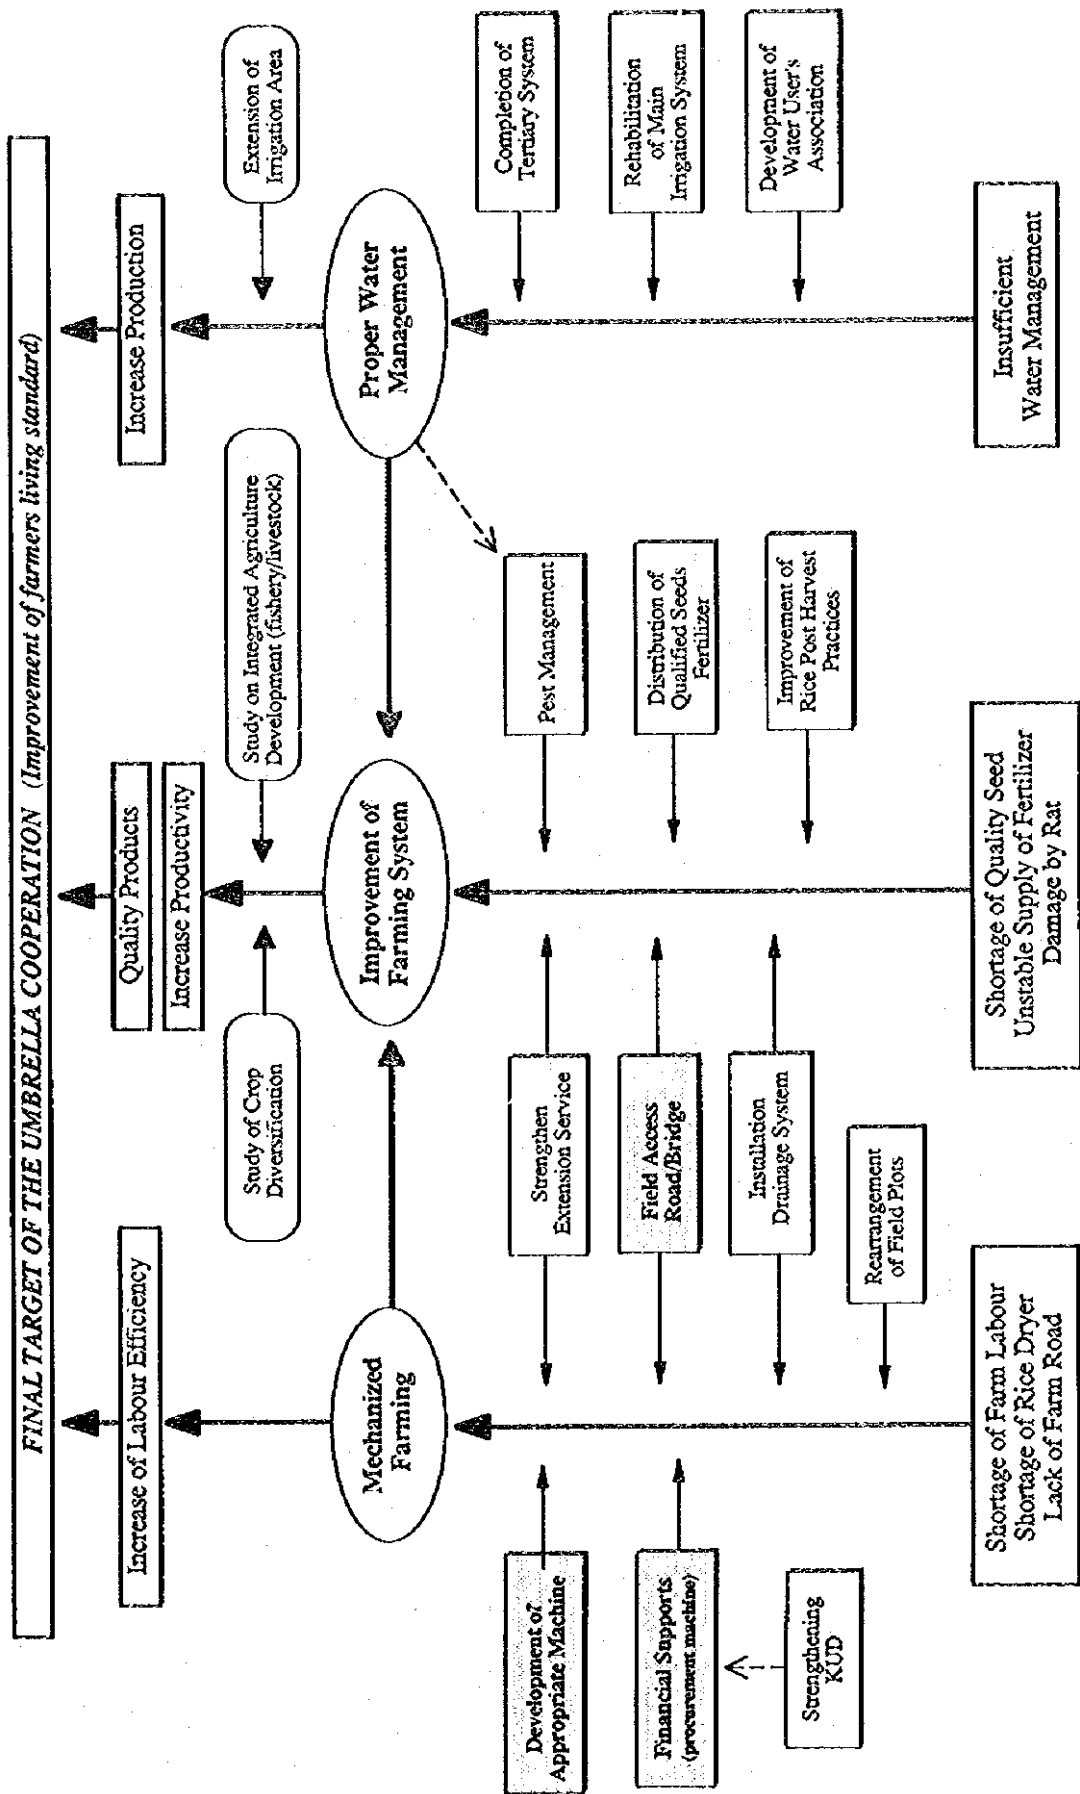 FINAL TARGET OF THE UMBRELLA COOPERATION (Improvement of farmers living standard)
Increase of Labour Efficiency
Quality Products
Increase Productivity
Increase Production
Study of Crop
Diversification
Study on Integrated Agriculture
Development (fishery/livestock)
Extension of
Irrigation Area
Mechanized
Farming
Improvement of
Farming System
Proper Water
Management
Development of
Appropriate Machine
Strengthen
Extension Service
Pest Management
Completion of
Tertiary System
Financial Supports
(procurement machine)
Field Access
Road/Bridge
Distribution of
Qualified Seeds
Fertilizer
Rehabilitation
of Main
Irrigation System
Strengthening
KUD
Installation
Drainage System
Improvement of
Rice Post Harvest
Practices
Development of
Water User's
Association
Rearrangement
of Field Plots
Shortage of Farm Labour
Shortage of Rice Dryer
Lack of Farm Road
Shortage of Quality Seed
Unstable Supply of Fertilizer
Damage by Rat
Insufficient
Water Management